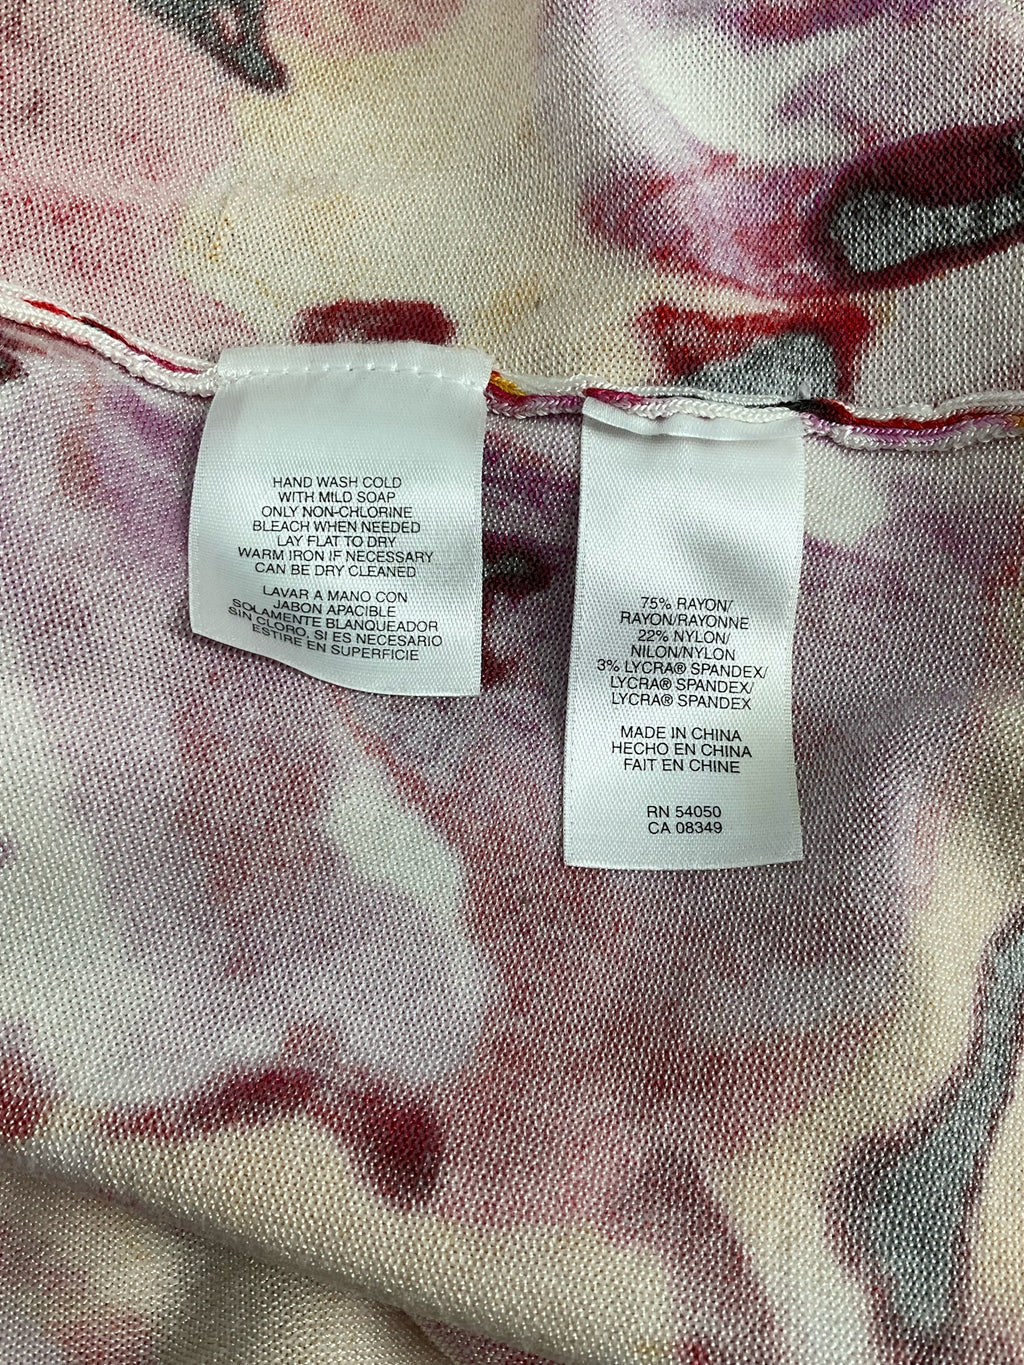 HAND WASH COLD
WITH MILD SOAP
ONLY NON-CHLORINE
BLEACH WHEN NEEDED
LAY FLAT TO DRY
WARM IRON IF NECESSARY
CAN BE DRY CLEANED
LAVAR A MANO CON
JABON APACIBLE
SOLAMENTE BLANQUEADOR
SIN CLORO, SI ES NECESARIO
ESTIRE EN SUPERFICIE
75% RAYON/
RAYON/RAYONNE
22% NYLON/
NILON/NYLON
3% LYCRA® SPANDEX/
LYCRA® SPANDEX/
LYCRA® SPANDEX
MADE IN CHINA
HECHO EN CHINA
FAIT EN CHINE
RN 54050
CA 08349